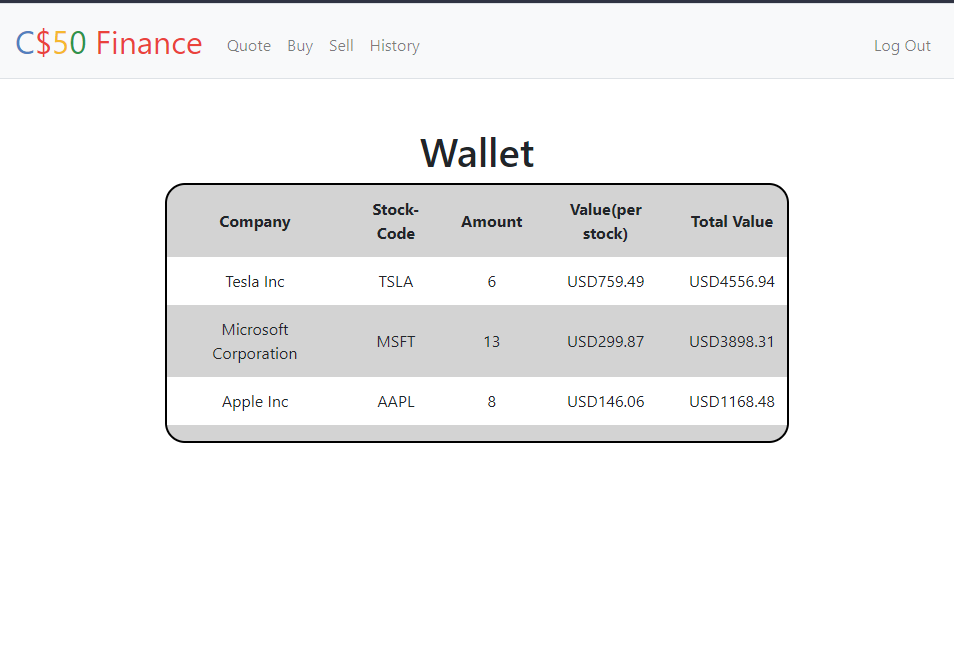 C$50 Finance Quote Buy Sell History Log Out
Wallet
Company Stock-Code Amount Value(per stock) Total Value
Tesla Inc TSLA 6 USD759.49 USD4556.94
Microsoft Corporation MSFT 13 USD299.87 USD3898.31
Apple Inc AAPL 8 USD146.06 USD1168.48